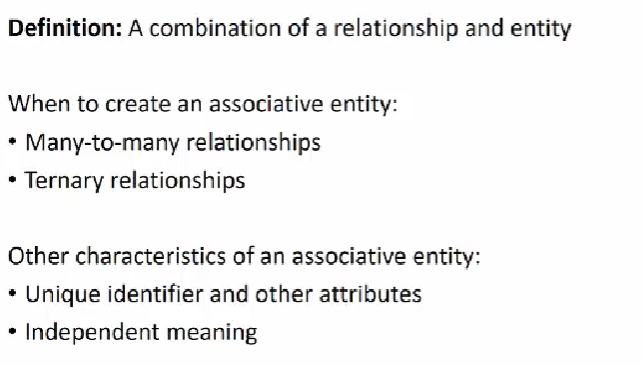 Definition: A combination of a relationship and entity
When to create an associative entity:
• Many-to-many relationships
• Ternary relationships
Other characteristics of an associative entity:
• Unique identifier and other attributes
• Independent meaning